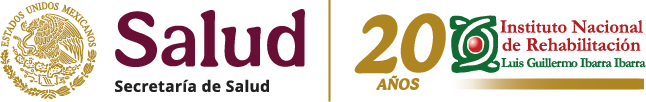 ESTADOS UNIDOS MEXICANOS
Salud
Secretaría de Salud
20
AÑOS
Instituto Nacional
de Rehabilitación
Luis Guillermo Ibarra Ibarra